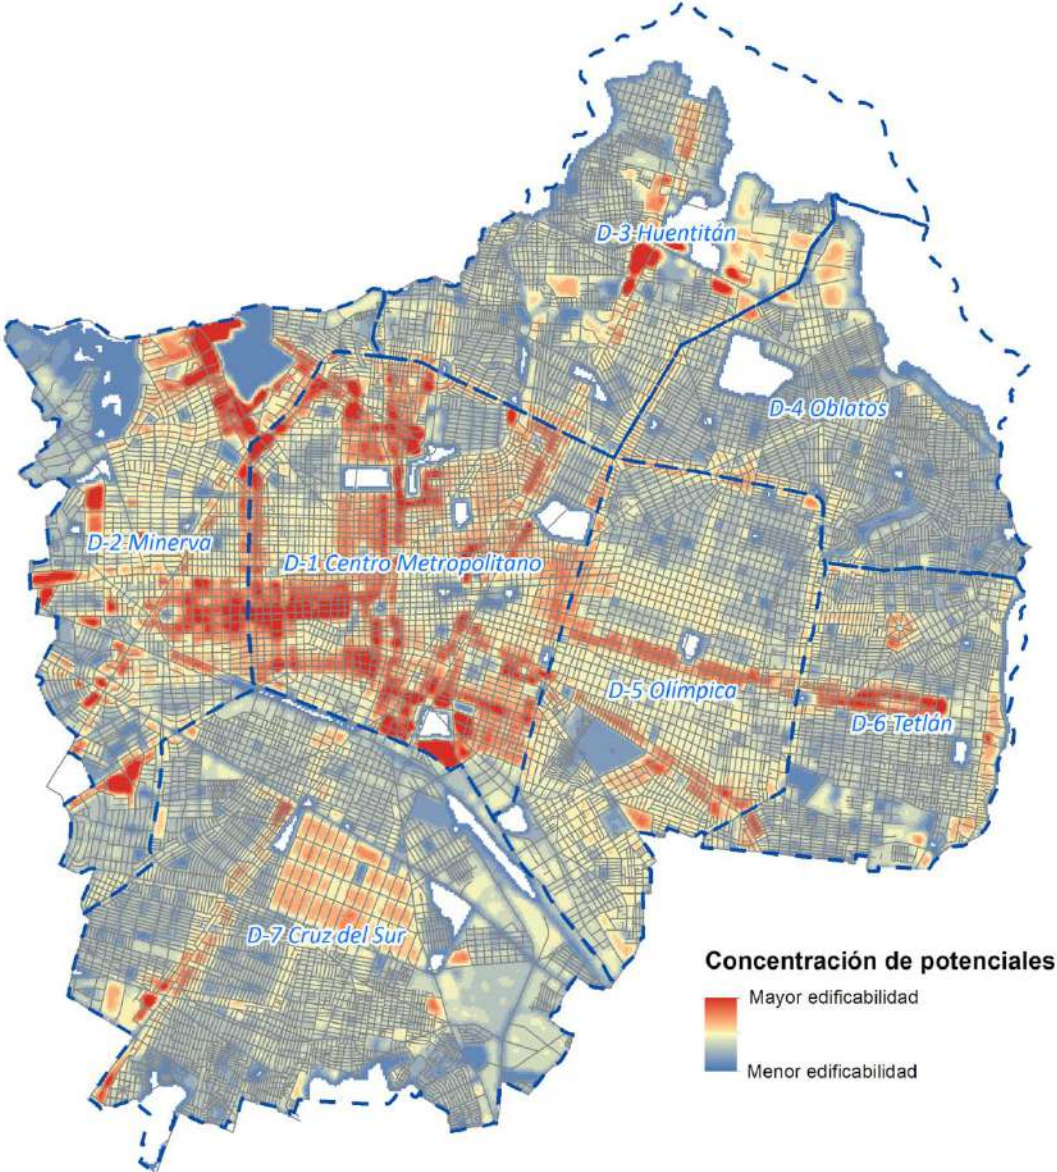 D-3 Huentitán
D-4 Oblatos
D-2 Minerva
D-1 Centro Metropolitano
D-5 Olímpica
D-6 Tetlán
D-7 Cruz del Sur
Concentración de potenciales
Mayor edificabilidad
Menor edificabilidad